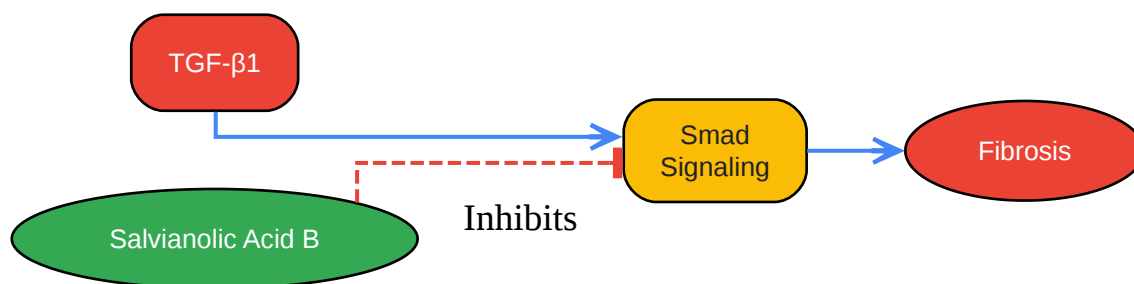 TGF-β1
Smad
Signaling
Fibrosis
Inhibits
Salvianolic Acid B